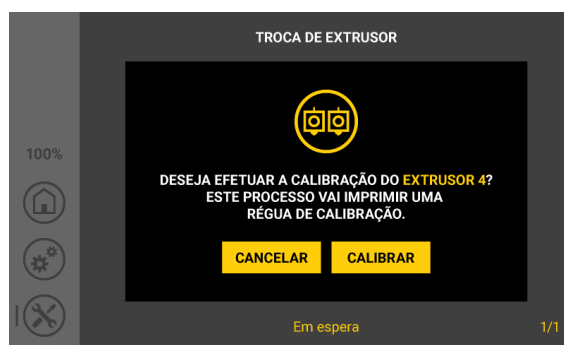 TROCA DE EXTRUSOR
100%
DESEJA EFETUAR A CALIBRAÇÃO DO EXTRUSOR 4?
ESTE PROCESSO VAI IMPRIMIR UMA
RÉGUA DE CALIBRAÇÃO.
CANCELAR CALIBRAR
Em espera 1/1